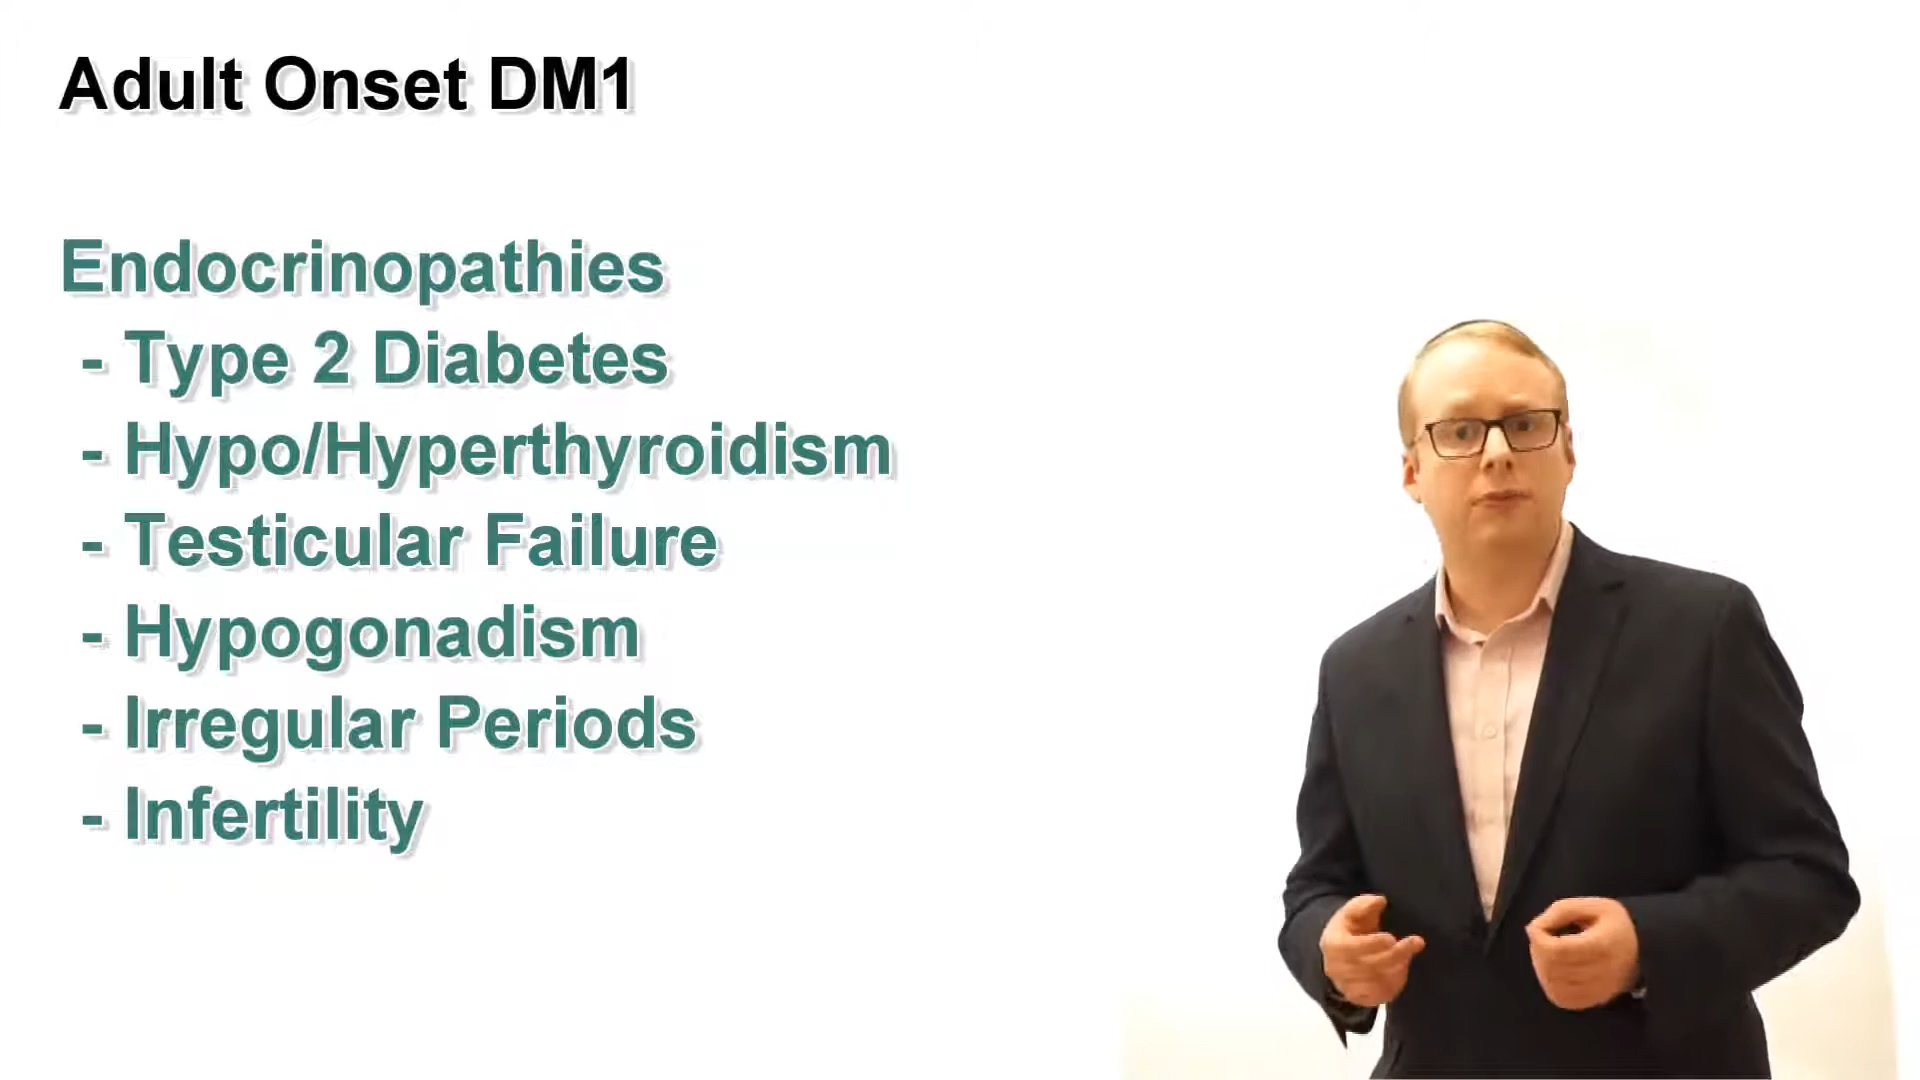 Adult Onset DM1
Endocrinopathies
- Type 2 Diabetes
- Hypo/Hyperthyroidism
- Testicular Failure
- Hypogonadism
- Irregular Periods
- Infertility